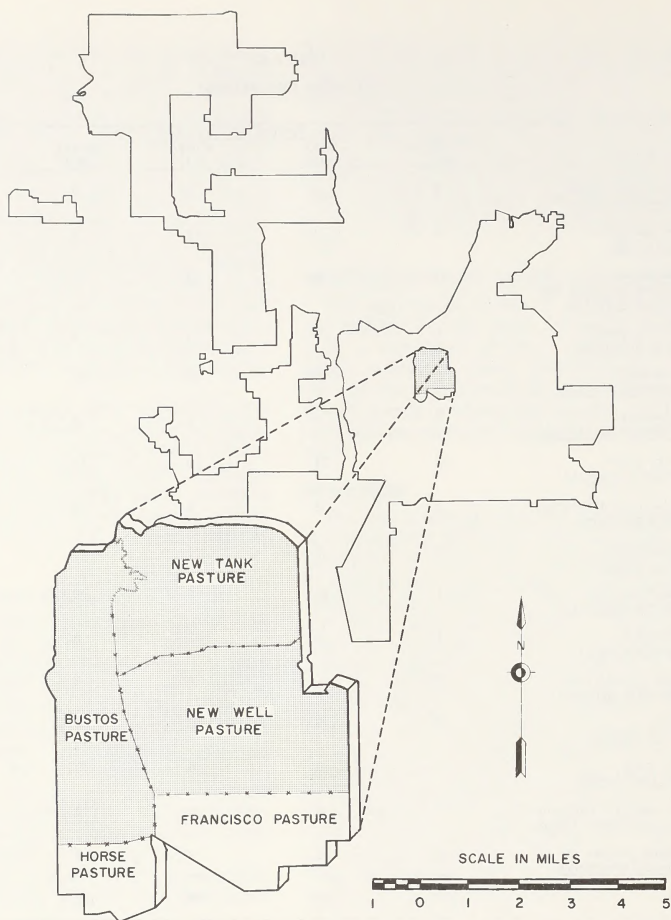 NEW TANK
PASTURE
BUSTOS
PASTURE
NEW WELL
PASTURE
FRANCISCO PASTURE
HORSE
PASTURE
N
SCALE IN MILES
1 0 1 2 3 4 5